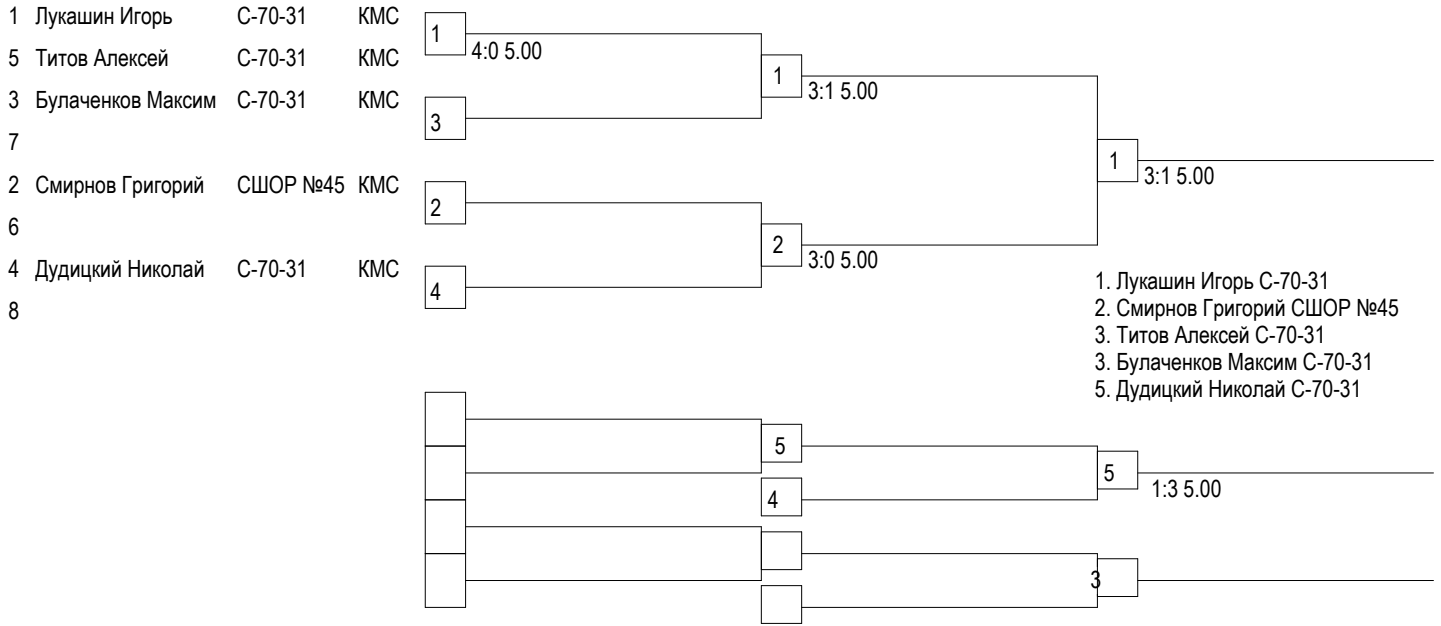 1 Лукашин Игорь С-70-31 КМС
5 Титов Алексей С-70-31 КМС
3 Булаченков Максим С-70-31 КМС
7
2 Смирнов Григорий СШОР №45 КМС
6
4 Дудицкий Николай С-70-31 КМС
8
1
4:0 5.00
3
2
4
1
3:1 5.00
2
3:0 5.00
1
3:1 5.00
1. Лукашин Игорь С-70-31
2. Смирнов Григорий СШОР №45
3. Титов Алексей С-70-31
3. Булаченков Максим С-70-31
5. Дудицкий Николай С-70-31
5
4
5
1:3 5.00
3